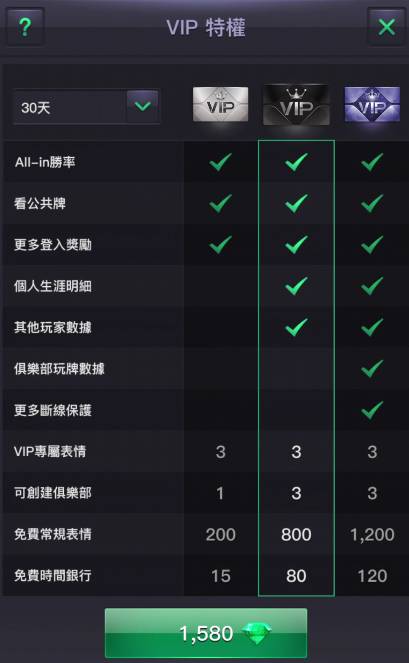 ?
VIP 特權
30天
VIP VIP VIP
All-in勝率
看公共牌
更多登入獎勵
個人生涯明細
其他玩家數據
俱樂部玩牌數據
更多斷線保護
VIP專屬表情 3 3 3
可創建俱樂部 1 3 3
免費常規表情 200 800 1,200
免費時間銀行 15 80 120
1,580